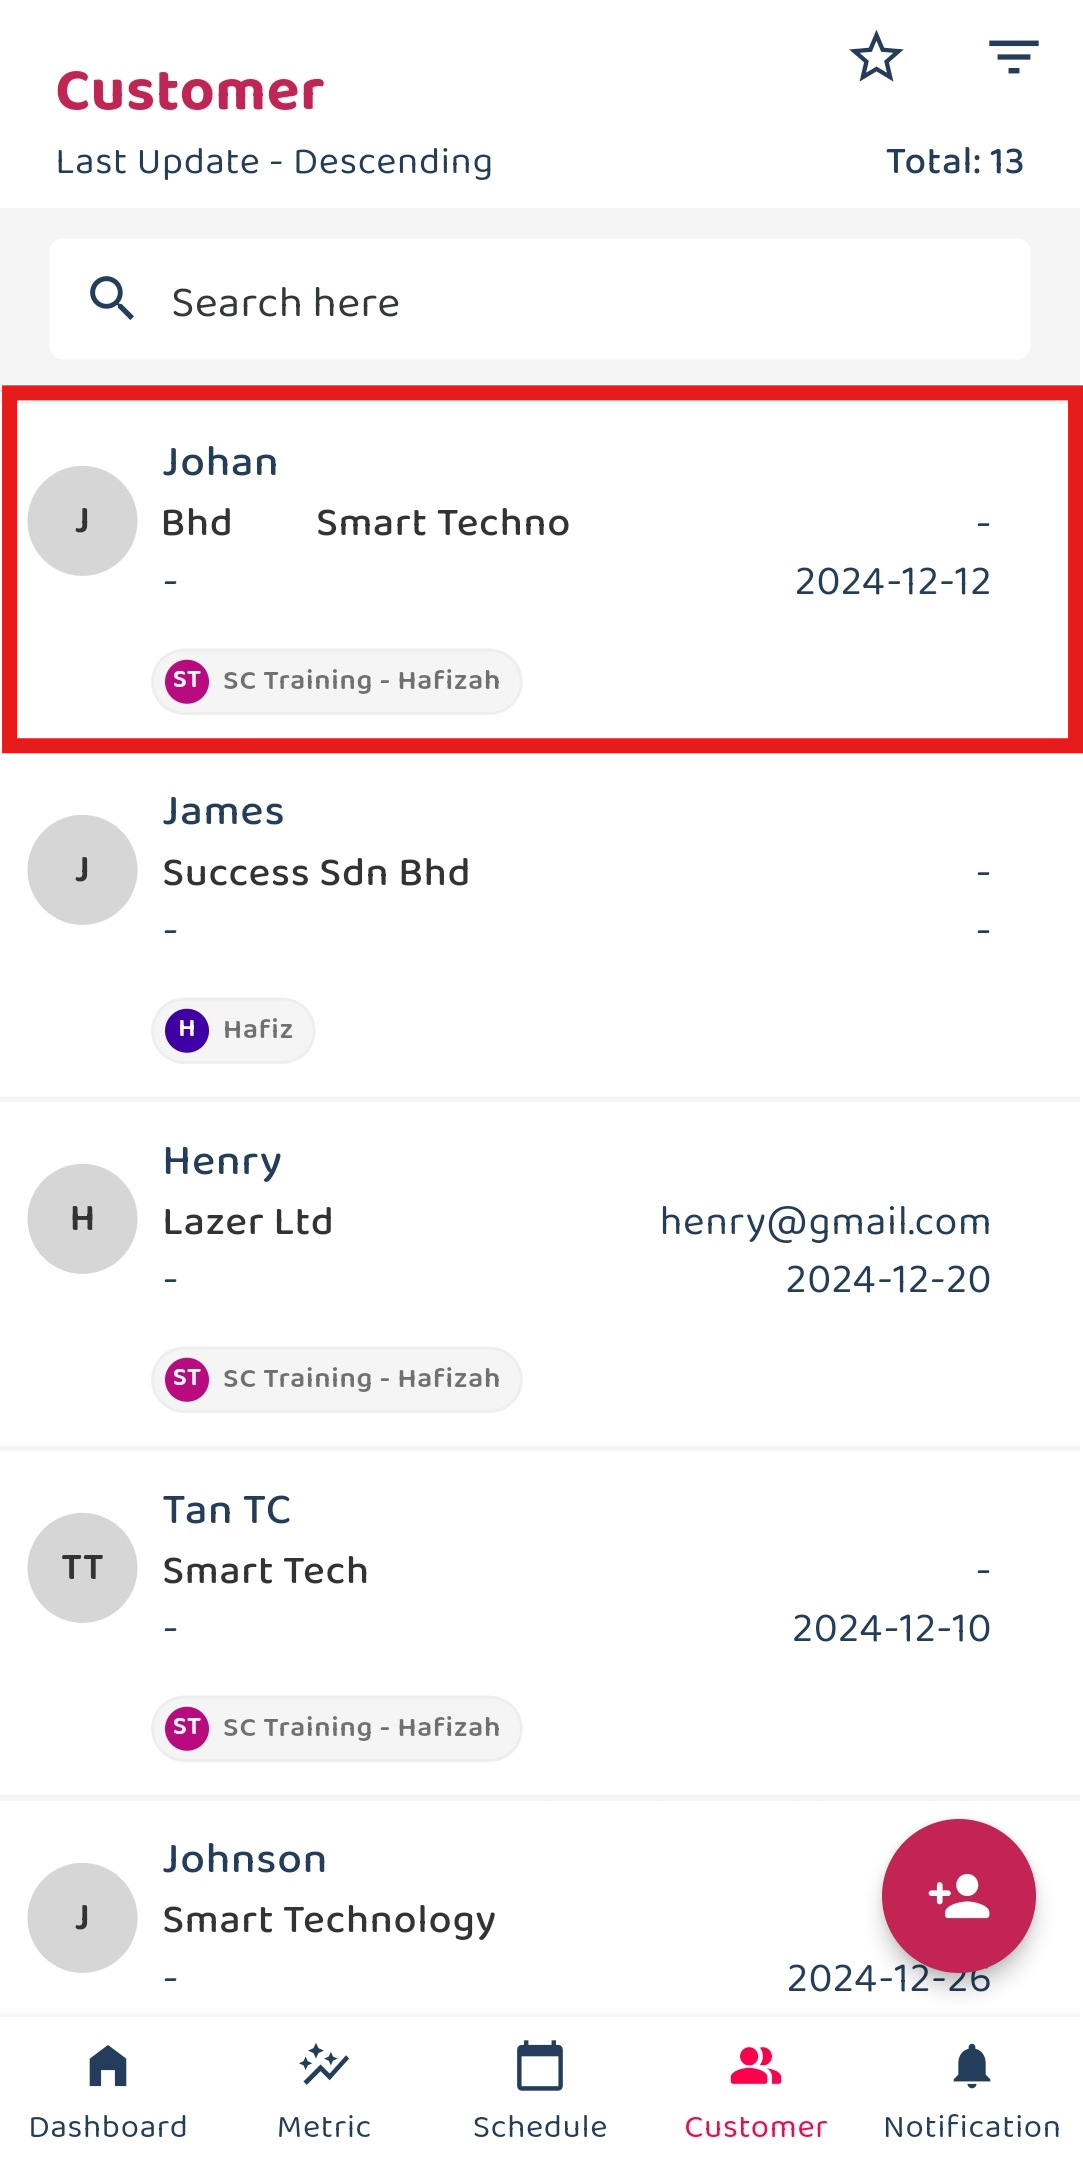 Customer
Last Update - Descending
Total: 13
Search here
J
Johan
Bhd Smart Techno
-
-
2024-12-12
ST SC Training - Hafizah
J
James
Success Sdn Bhd
-
-
-
H Hafiz
H
Henry
Lazer Ltd
henry@gmail.com
-
2024-12-20
ST SC Training - Hafizah
TT
Tan TC
Smart Tech
-
-
2024-12-10
ST SC Training - Hafizah
J
Johnson
Smart Technology
-
2024-12-26
Dashboard
Metric
Schedule
Customer
Notification